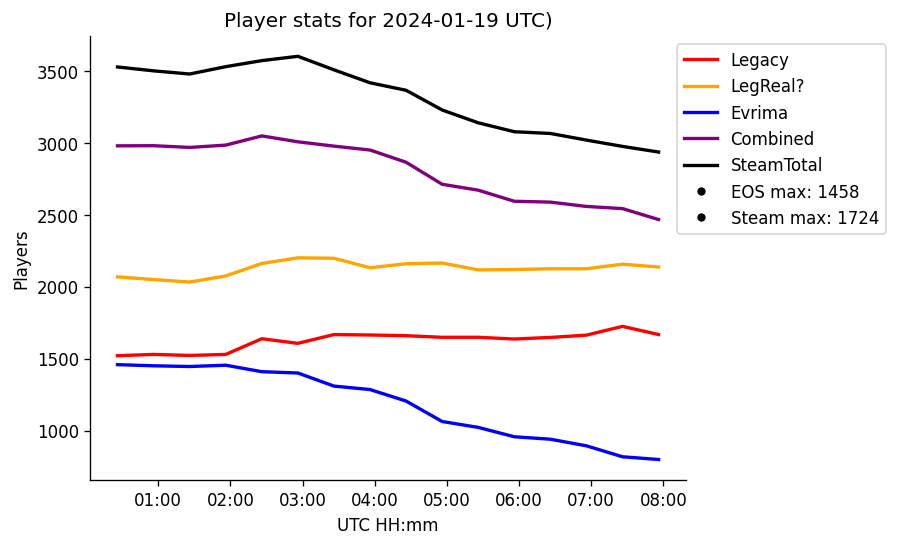 Player stats for 2024-01-19 UTC)
Players
3500
3000
2500
2000
1500
1000
01:00 02:00 03:00 04:00 05:00 06:00 07:00 08:00
UTC HH:mm
Legacy
LegReal?
Evrima
Combined
SteamTotal
EOS max: 1458
Steam max: 1724